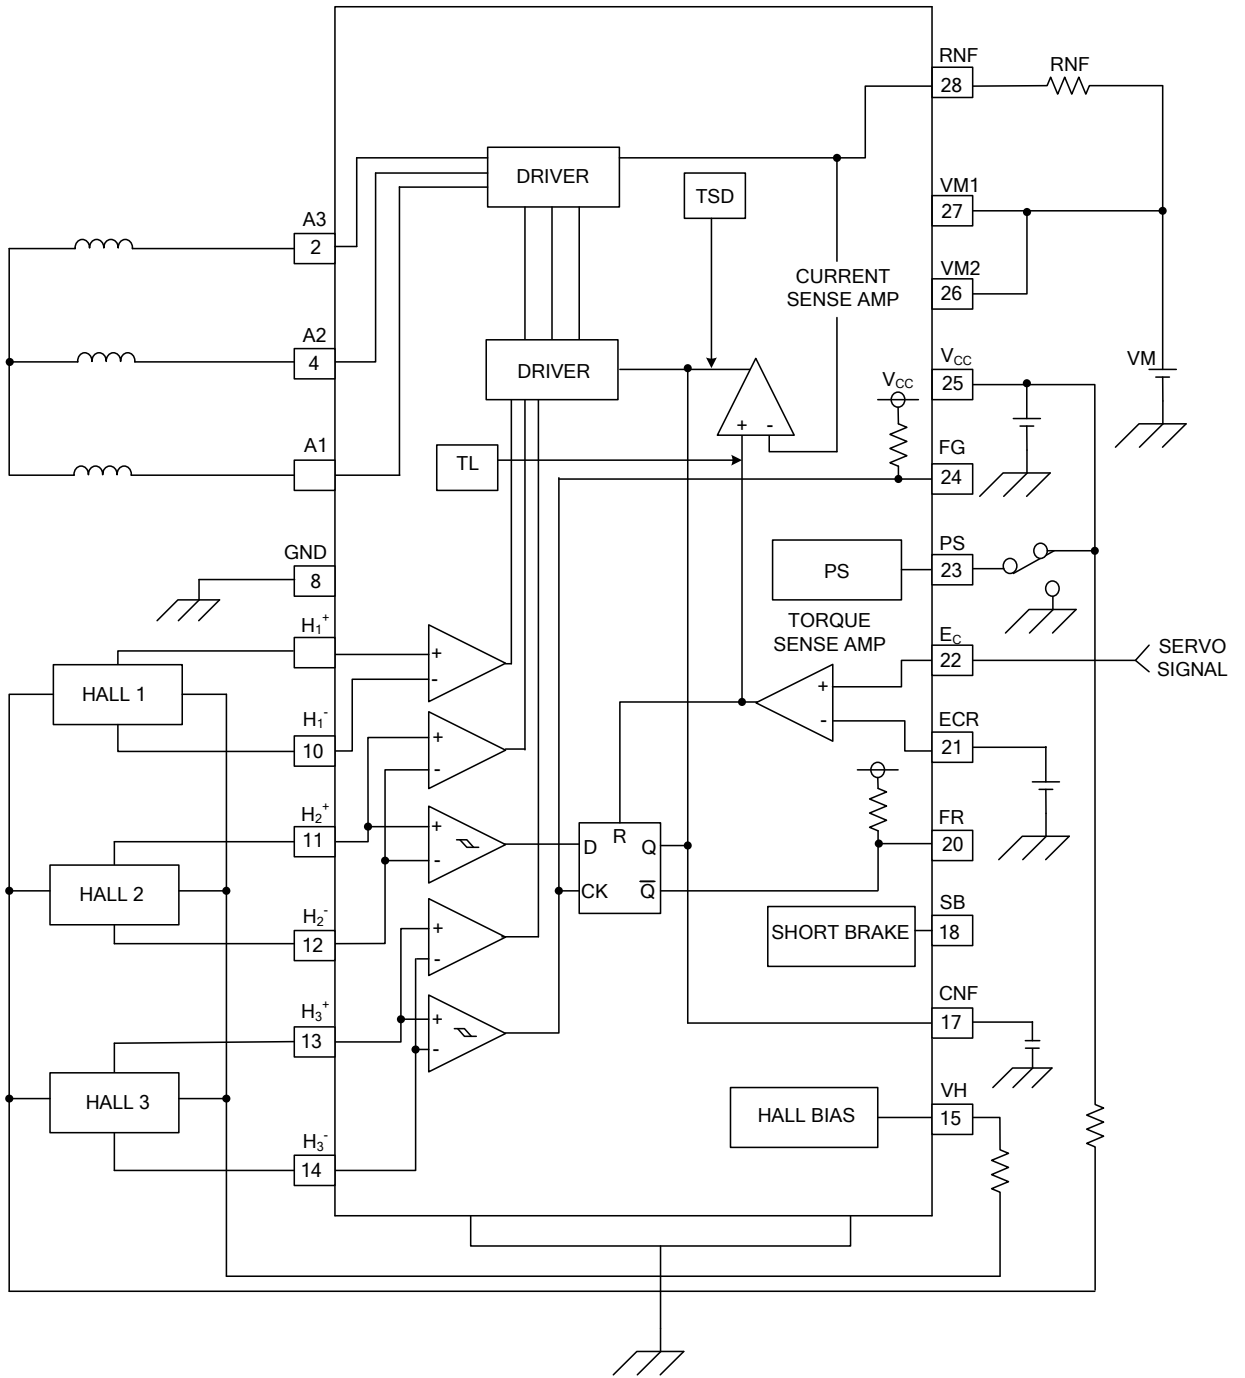 RNF
28
RNF
DRIVER
TSD
VM1
27
A3
2
CURRENT
SENSE AMP
VM2
26
A2
4
DRIVER
VCC
VCC
25
VM
+ -
A1
TL
FG
24
GND
8
PS
PS
23
TORQUE
SENSE AMP
H1+
+
-
EC
22
SERVO
SIGNAL
HALL 1
+
-
H1-
10
ECR
21
+
-
H2+
11
+
-
D
R
Q
CK
Q̅
FR
20
HALL 2
H2-
12
+
-
SHORT BRAKE
SB
18
H3+
13
+
-
CNF
17
HALL 3
HALL BIAS
VH
15
H3-
14